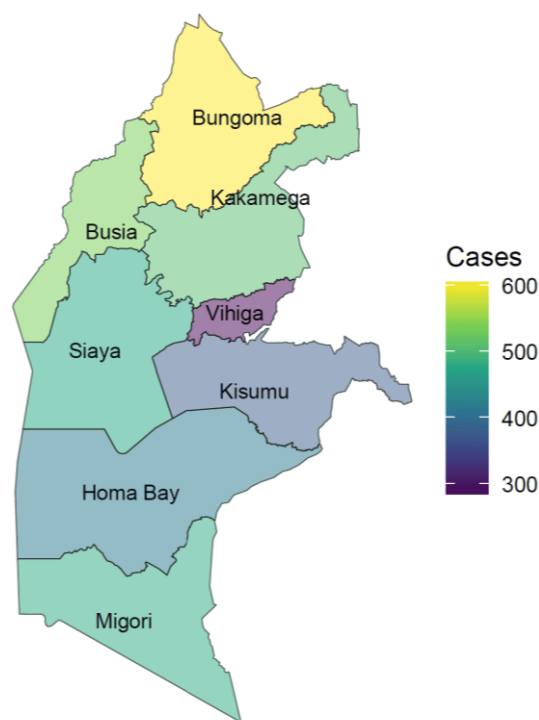 Bungoma
Kakamega
Busia
Vihiga
Siaya
Kisumu
Homa Bay
Migori
Cases
600
500
400
300